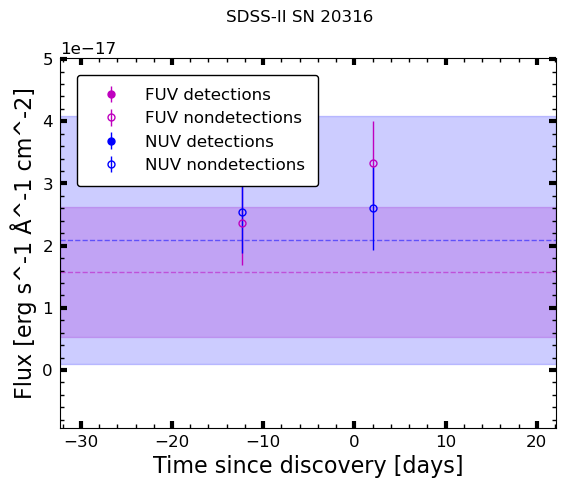 SDSS-II SN 20316
1e−17
FUV detections
FUV nondetections
NUV detections
NUV nondetections
5
4
3
2
1
0
Flux [erg s^-1 Å^-1 cm^-2]
−30 −20 −10 0 10 20
Time since discovery [days]